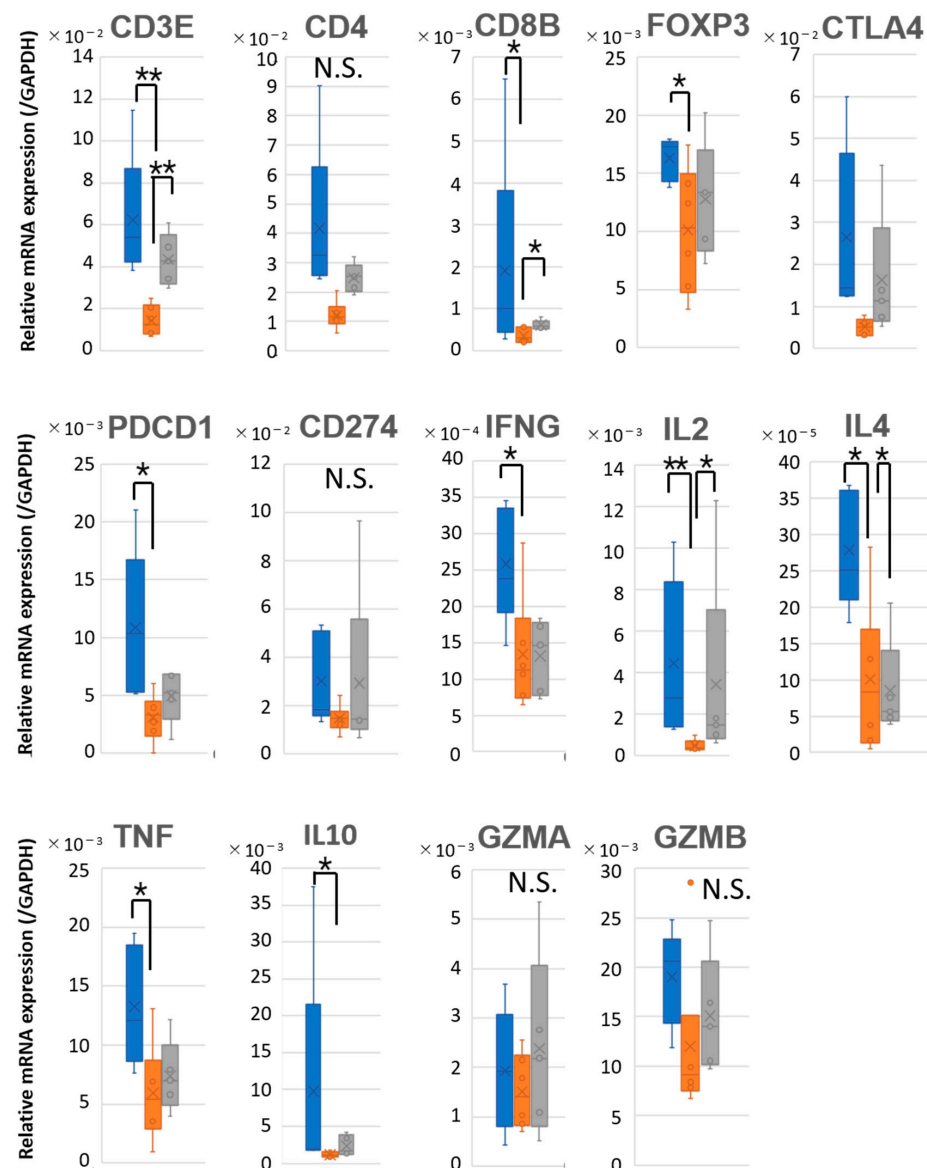 × 10⁻² CD3E × 10⁻² CD4 × 10⁻³ CD8B × 10⁻³ FOXP3 × 10⁻² CTLA4
Relative mRNA expression (/GAPDH)
14 12 10 8 6 4 2 0
** **
10 9 8 7 6 5 4 3 2 1 0
N.S.
7 6 5 4 3 2 1 0
* *
25 20 15 10 5 0
*
7 6 5 4 3 2 1 0
× 10⁻³ PDCD1 × 10⁻² CD274 × 10⁻⁴ IFNG × 10⁻³ IL2 × 10⁻⁵ IL4
Relative mRNA expression (/GAPDH)
25 20 15 10 5 0
*
12 10 8 6 4 2 0
N.S.
40 35 30 25 20 15 10 5 0
*
14 12 10 8 6 4 2 0
** *
40 35 30 25 20 15 10 5 0
* *
× 10⁻³ TNF × 10⁻³ IL10 × 10⁻³ GZMA × 10⁻³ GZMB
Relative mRNA expression (/GAPDH)
25 20 15 10 5 0
*
40 35 30 25 20 15 10 5 0
*
6 5 4 3 2 1 0
N.S.
30 25 20 15 10 5 0
N.S.